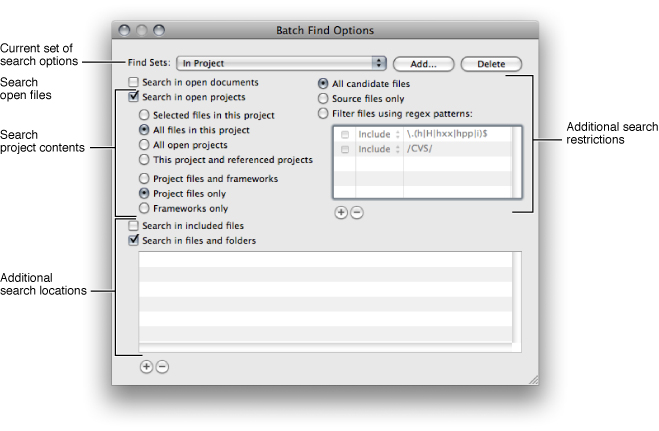 Batch Find Options
Current set of
search options
Find Sets:
In Project
Add...
Delete
Search
open files
Search in open documents
Search in open projects
All candidate files
Source files only
Filter files using regex patterns:
Selected files in this project
All files in this project
All open projects
This project and referenced projects
Search
project contents
Include
\.(h|H|hxx|hpp|i)$
Include
/CVS/
Additional search
restrictions
Project files and frameworks
Project files only
Frameworks only
Search in included files
Search in files and folders
Additional
search locations